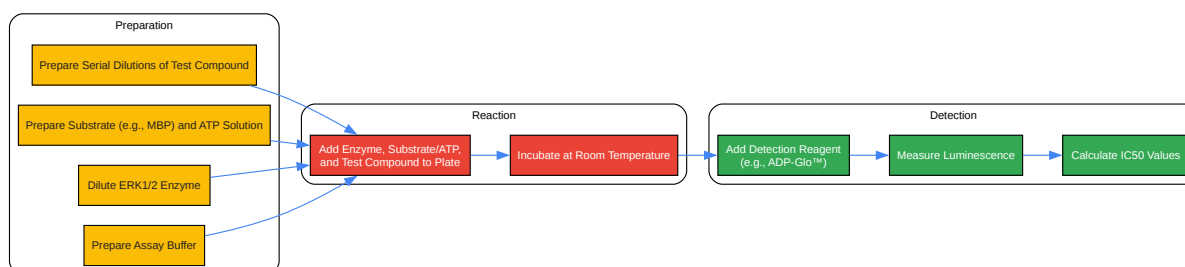 Preparation
Prepare Serial Dilutions of Test Compound
Prepare Substrate (e.g., MBP) and ATP Solution
Dilute ERK1/2 Enzyme
Prepare Assay Buffer
Reaction
Add Enzyme, Substrate/ATP,
and Test Compound to Plate
Incubate at Room Temperature
Detection
Add Detection Reagent
(e.g., ADP-Glo™)
Measure Luminescence
Calculate IC50 Values